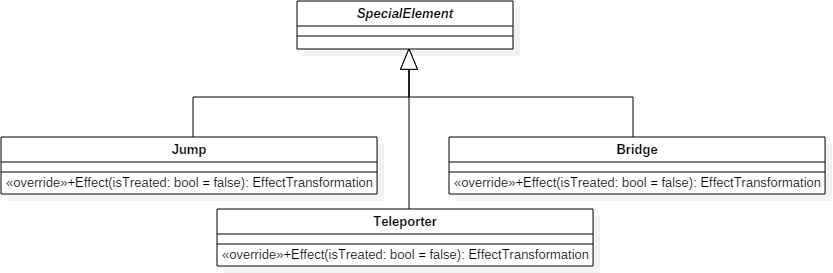 SpecialElement
Jump
«override»+Effect(isTreated: bool = false): EffectTransformation
Bridge
«override»+Effect(isTreated: bool = false): EffectTransformation
Teleporter
«override»+Effect(isTreated: bool = false): EffectTransformation